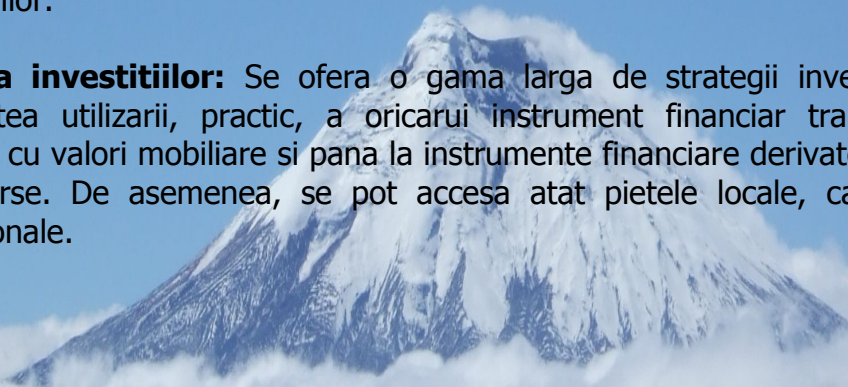 nilor.
a investitiilor: Se ofera o gama larga de strategii inve
tea utilizarii, practic, a oricarui instrument financiar tra
cu valori mobiliare si pana la instrumente financiare derivate
rse. De asemenea, se pot accesa atat pietele locale, ca
onale.